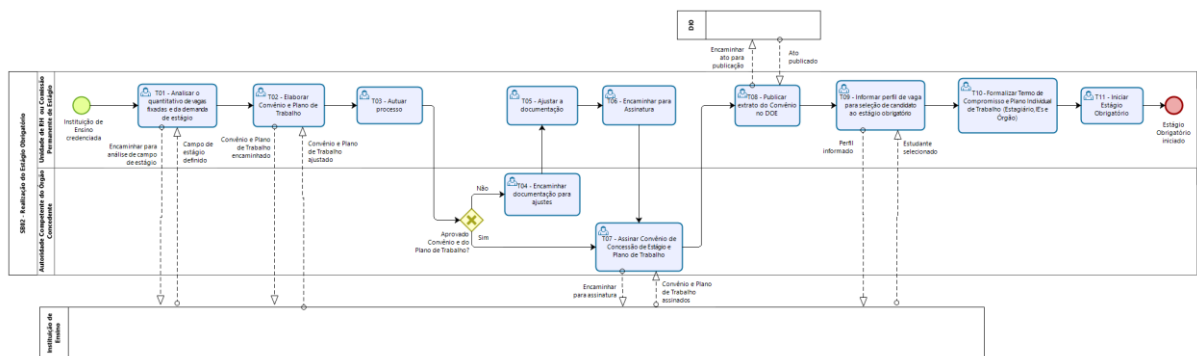 DIO
Encaminhar
ato para
publicação
Ato
publicado
SB02 - Realização do Estágio Obrigatório
Unidade de RH ou Comissão
Permanente de Estágio
Instituição de
Ensino
credenciada
T01 - Analisar o
quantitativo de vagas
fixadas e da demanda
de estágio
T02 - Elaborar
Convênio e Plano de
Trabalho
T03 - Autuar
processo
T05 - Ajustar a
documentação
T06 - Encaminhar para
Assinatura
T08 - Publicar
extrato do Convênio
no DOE
T09 - Informar perfil de
vaga para seleção de candidato
ao estágio obrigatório
T10 - Formalizar Termo de
Compromisso e Plano Individual
de Trabalho (Estagiário, IES e
Órgão)
T11 - Iniciar
Estágio
Obrigatório
Estágio
Obrigatório
iniciado
Encaminhar para
análise de campo
de estágio
Campo de
estágio
definido
Convênio e Plano
de Trabalho
encaminhado
Convênio e Plano
de Trabalho
ajustado
Perfil
informado
Estudante
selecionado
Autoridade Competente do Órgão
Concedente
Não
T04 - Encaminhar
documentação para
ajustes
Aprovado
Convênio e do
Plano de Trabalho?
Sim
T07 - Assinar Convênio de
Concessão de Estágio e
Plano de Trabalho
Encaminhar
para assinatura
Convênio e Plano
de Trabalho
assinados
Instituição de
Ensino